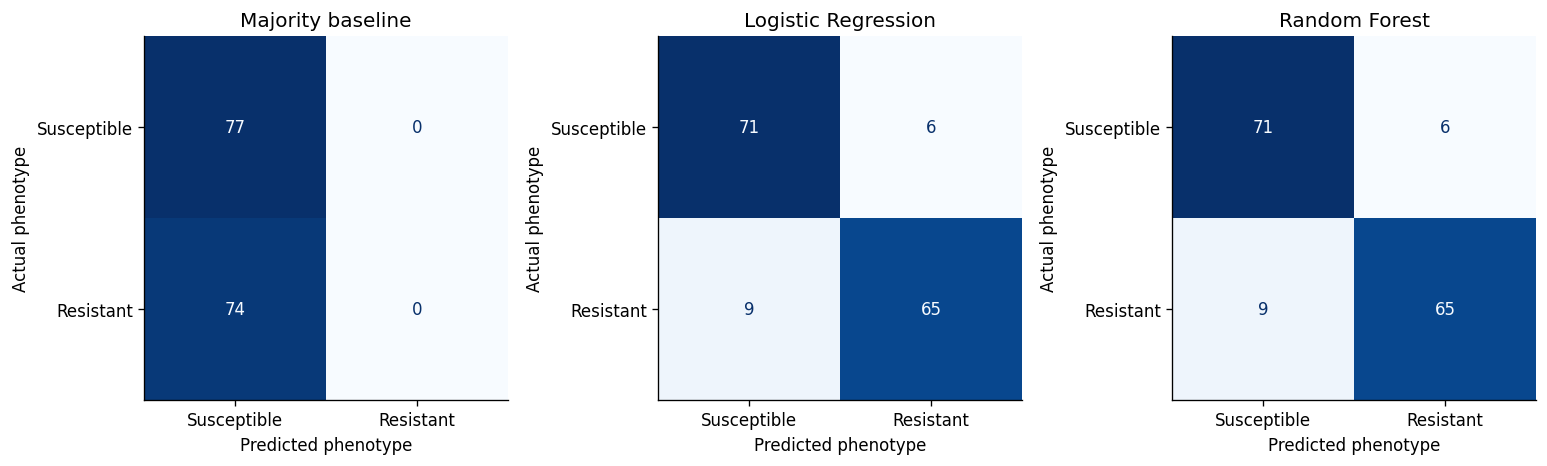 Majority baseline
Actual phenotype
Susceptible
Resistant
77
0
74
0
Susceptible
Resistant
Predicted phenotype
Logistic Regression
Actual phenotype
Susceptible
Resistant
71
6
9
65
Susceptible
Resistant
Predicted phenotype
Random Forest
Actual phenotype
Susceptible
Resistant
71
6
9
65
Susceptible
Resistant
Predicted phenotype